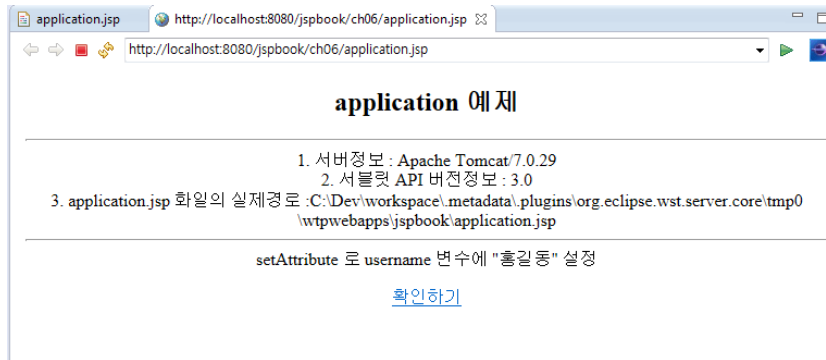 application.jsp
http://localhost:8080/jspbook/ch06/application.jsp
http://localhost:8080/jspbook/ch06/application.jsp
application 예제
1. 서버정보 : Apache Tomcat/7.0.29
2. 서블럿 API 버전정보 : 3.0
3. application.jsp 화일의 실제경로 :C:\Dev\workspace\.metadata\.plugins\org.eclipse.wst.server.core\tmp0
\wtpwebapps\jspbook\application.jsp
setAttribute 로 username 변수에 "홍길동" 설정
확인하기